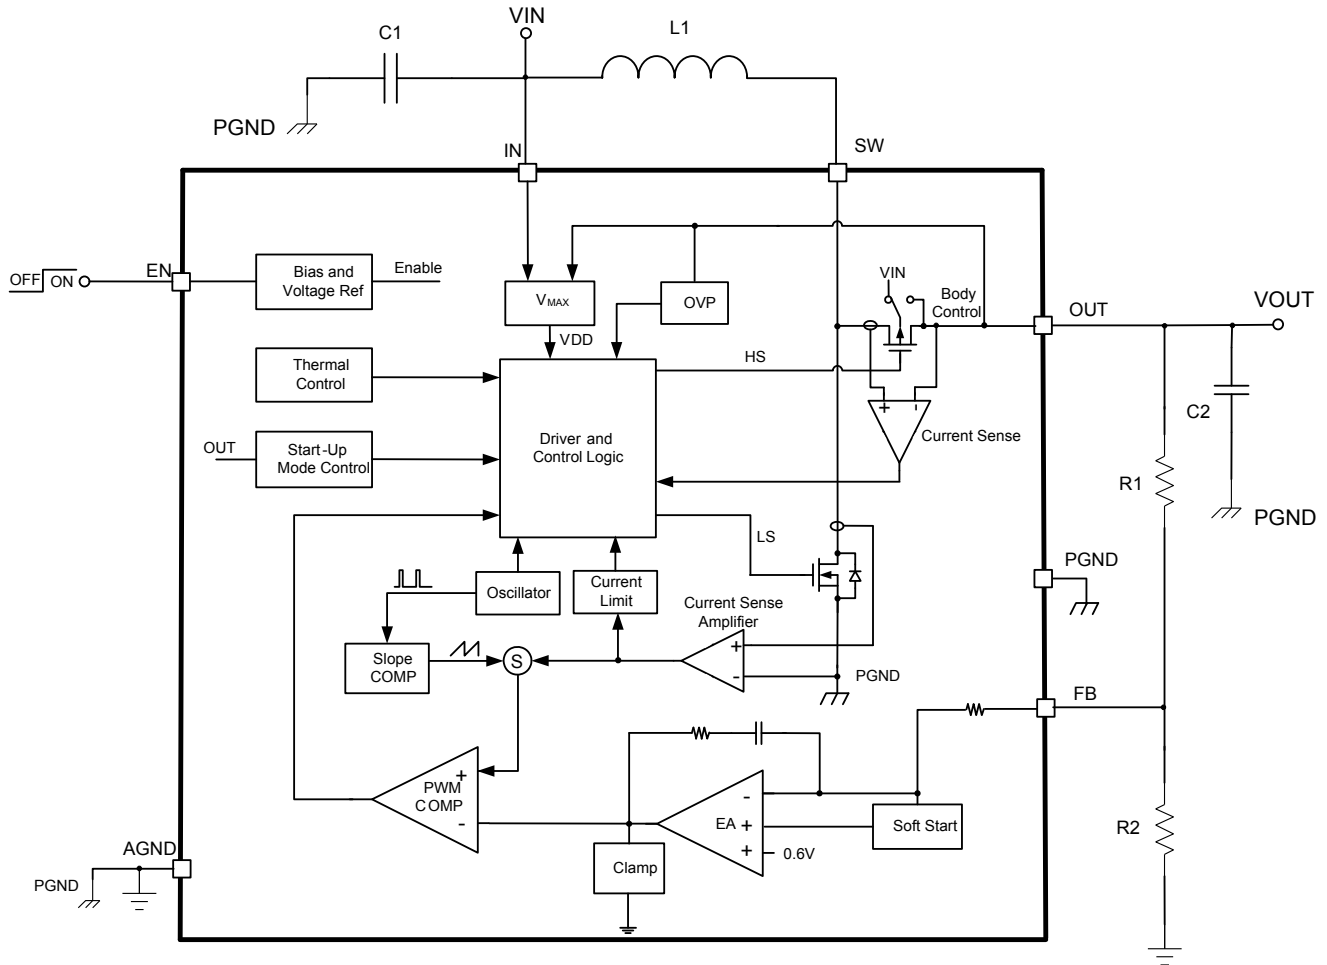 VIN
C1
L1
PGND
IN
SW
EN
OFF
ON
Bias and
Voltage Ref
Enable
VMAX
OVP
VIN
Body
Control
OUT
VOUT
VDD
Thermal
Control
HS
C2
OUT
Start-Up
Mode Control
Driver and
Control Logic
+
-
Current Sense
R1
PGND
LS
PGND
Oscillator
Current
Limit
Current Sense
Amplifier
Slope
COMP
S
+
-
PGND
FB
PWM
COMP
+
-
EA
-
+
+
0.6V
Soft Start
R2
AGND
PGND
Clamp